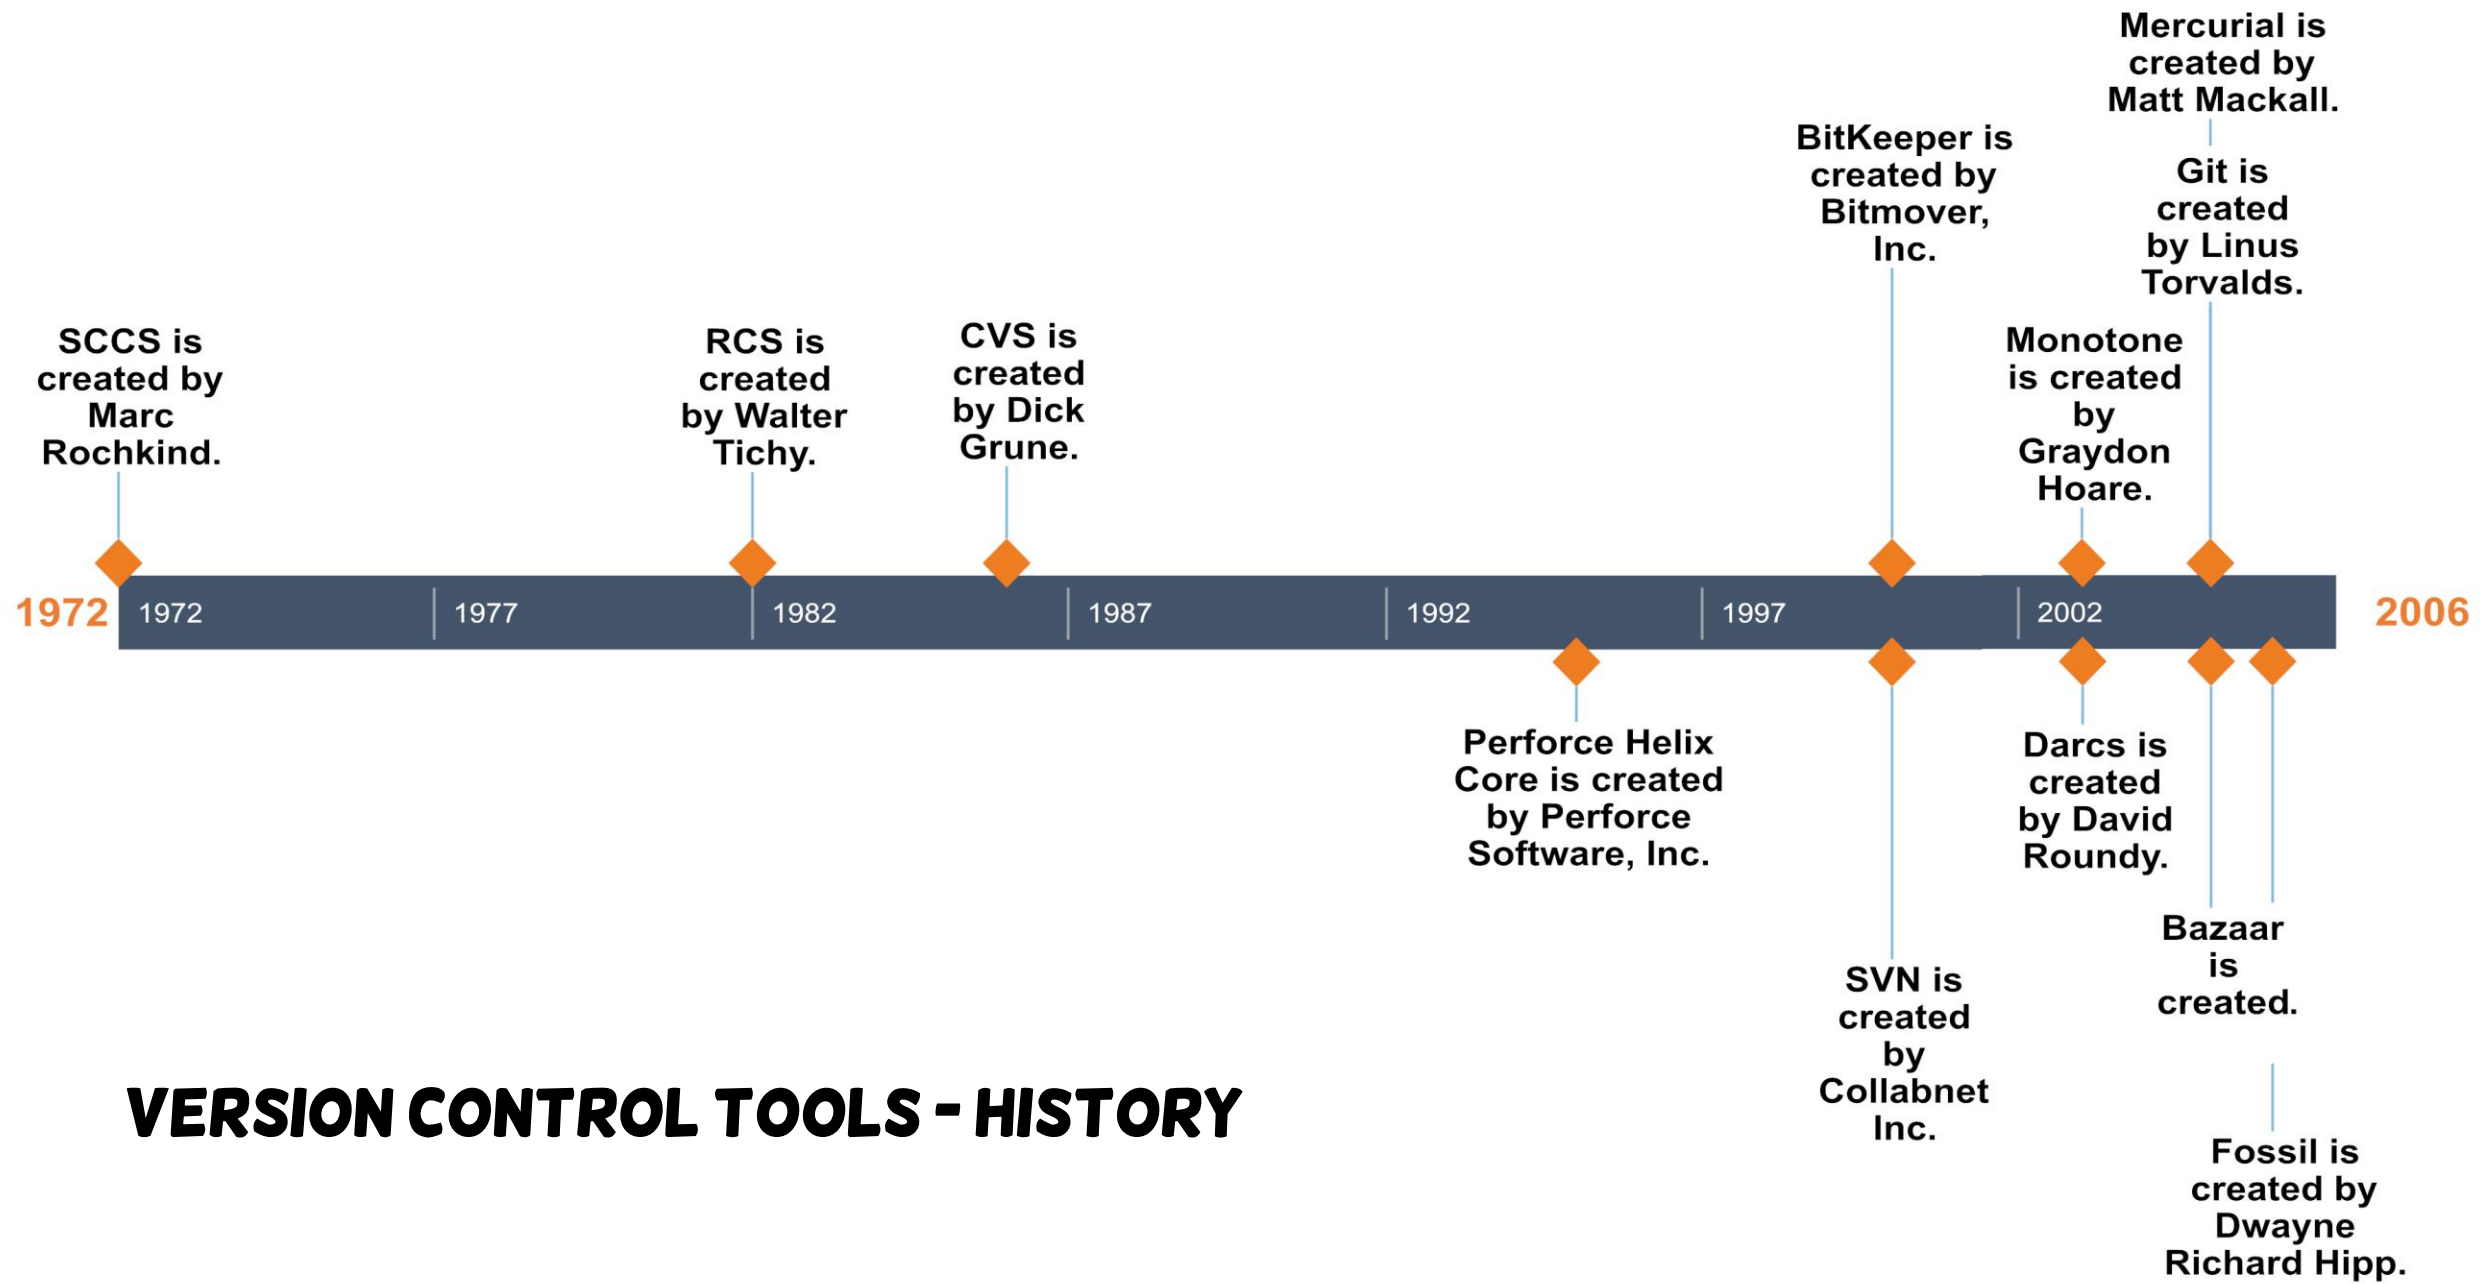 Mercurial is
created by
Matt Mackall.
BitKeeper is
created by
Bitmover,
Inc.
Git is
created
by Linus
Torvalds.
SCCS is
created by
Marc
Rochkind.
RCS is
created
by Walter
Tichy.
CVS is
created
by Dick
Grune.
Monotone
is created
by
Graydon
Hoare.
1972
1972
1977
1982
1987
1992
1997
2002
2006
Perforce Helix
Core is created
by Perforce
Software, Inc.
Darcs is
created
by David
Roundy.
Bazaar
is
created.
SVN is
created
by
Collabnet
Inc.
VERSION CONTROL TOOLS - HISTORY
Fossil is
created by
Dwayne
Richard Hipp.